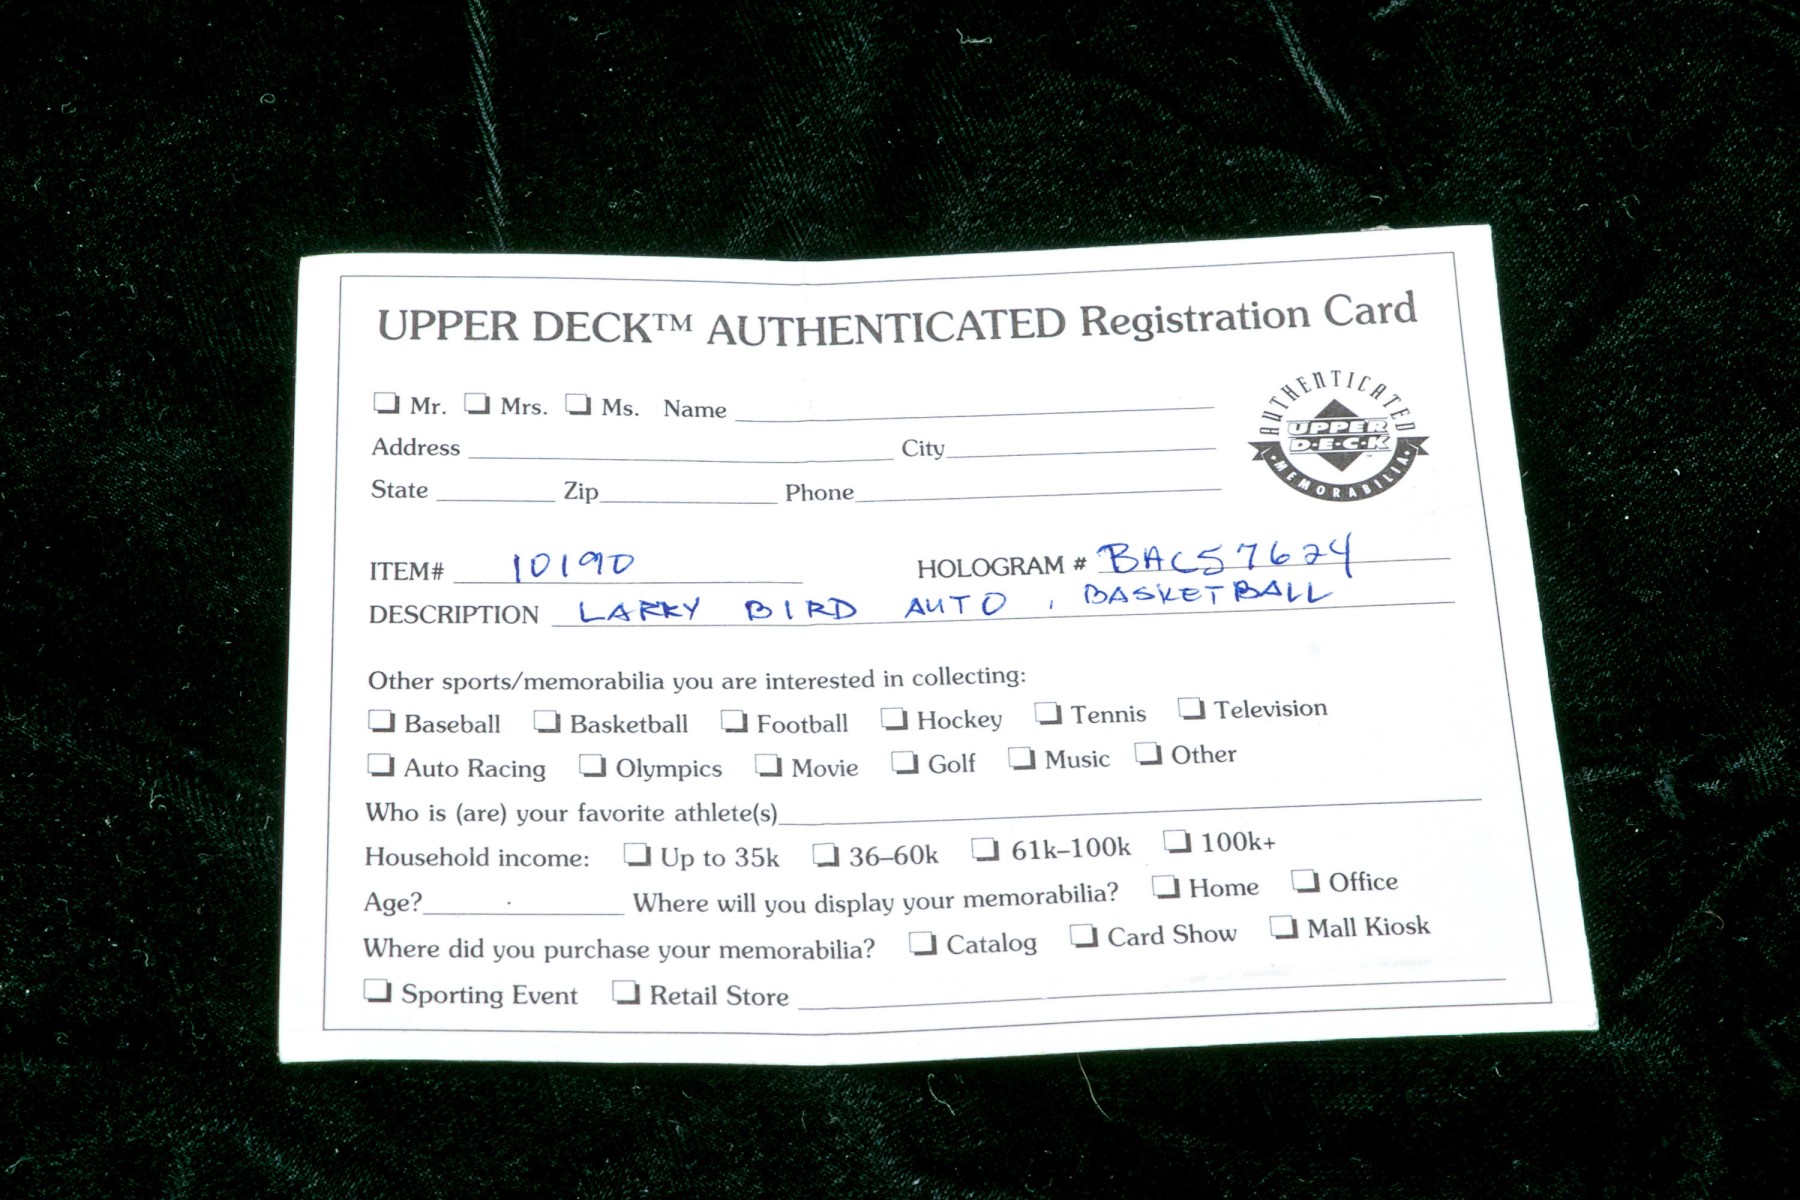 UPPER DECK™ AUTHENTICATED Registration Card
Mr. Mrs. Ms. Name
Address City
State Zip Phone
AUTHENTICATED
UPPER
D·E·C·K
MEMORABILIA
ITEM# 10190 HOLOGRAM # BAC57624
DESCRIPTION LARRY BIRD AUTO, BASKETBALL
Other sports/memorabilia you are interested in collecting:
Baseball Basketball Football Hockey Tennis Television
Auto Racing Olympics Movie Golf Music Other
Who is (are) your favorite athlete(s)
Household income: Up to 35k 36–60k 61k–100k 100k+
Age? Where will you display your memorabilia? Home Office
Where did you purchase your memorabilia? Catalog Card Show Mall Kiosk
Sporting Event Retail Store